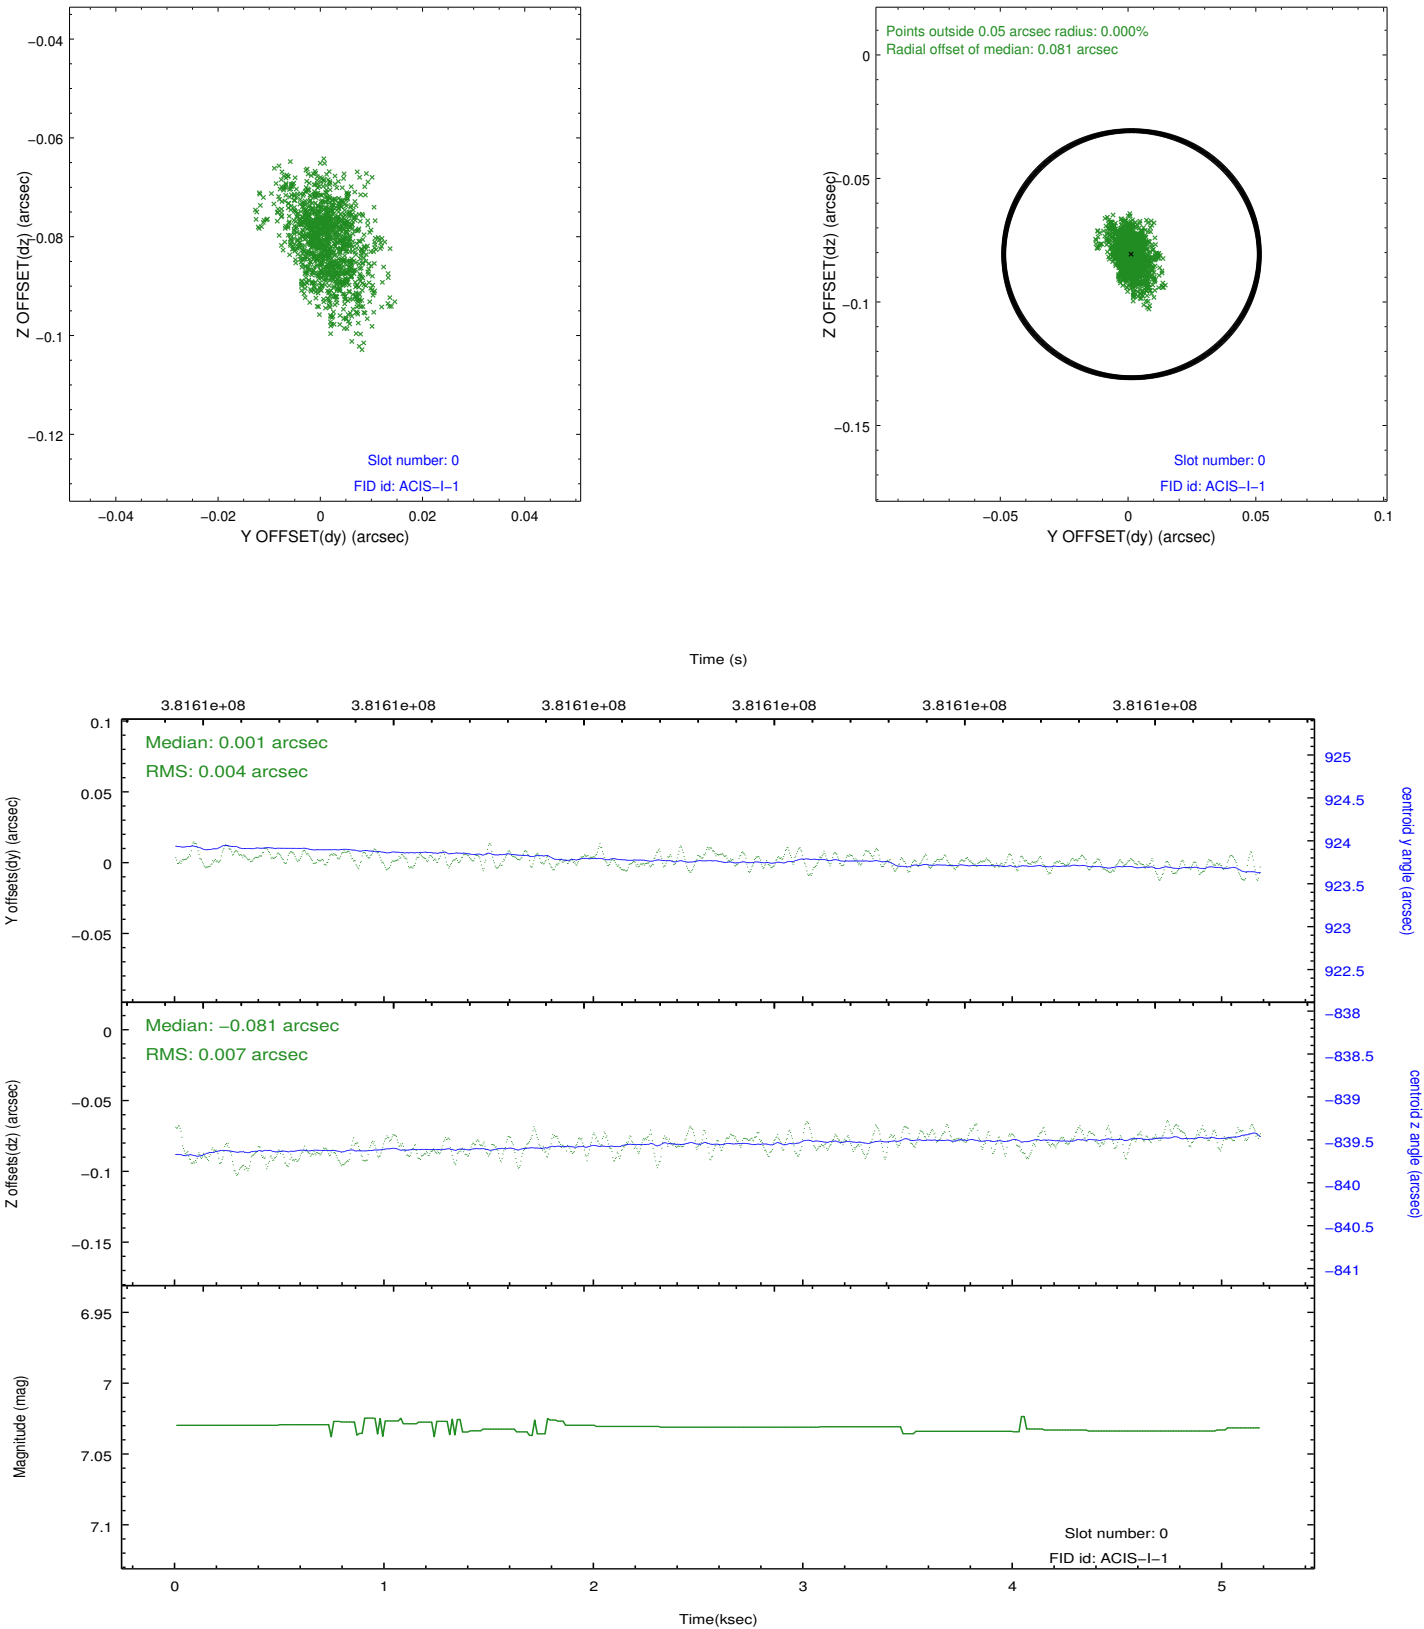 −0.04
−0.06
−0.08
−0.1
−0.12
Z OFFSET(dz) (arcsec)
Slot number: 0
FID id: ACIS−I−1
−0.04 −0.02 0 0.02 0.04
Y OFFSET(dy) (arcsec)
Points outside 0.05 arcsec radius: 0.000%
Radial offset of median: 0.081 arcsec
0
−0.05
−0.1
−0.15
Z OFFSET(dz) (arcsec)
Slot number: 0
FID id: ACIS−I−1
−0.05 0 0.05 0.1
Y OFFSET(dy) (arcsec)
Time (s)
3.8161e+08 3.8161e+08 3.8161e+08 3.8161e+08 3.8161e+08 3.8161e+08
Median: 0.001 arcsec
RMS: 0.004 arcsec
0.1
0.05
0
−0.05
Y offsets(dy) (arcsec)
925
924.5
924
923.5
923
922.5
centroid y angle (arcsec)
Median: −0.081 arcsec
RMS: 0.007 arcsec
0
−0.05
−0.1
−0.15
Z offsets(dz) (arcsec)
−838
−838.5
−839
−839.5
−840
−840.5
−841
centroid z angle (arcsec)
6.95
7
7.05
7.1
Magnitude (mag)
Slot number: 0
FID id: ACIS−I−1
0 1 2 3 4 5
Time(ksec)